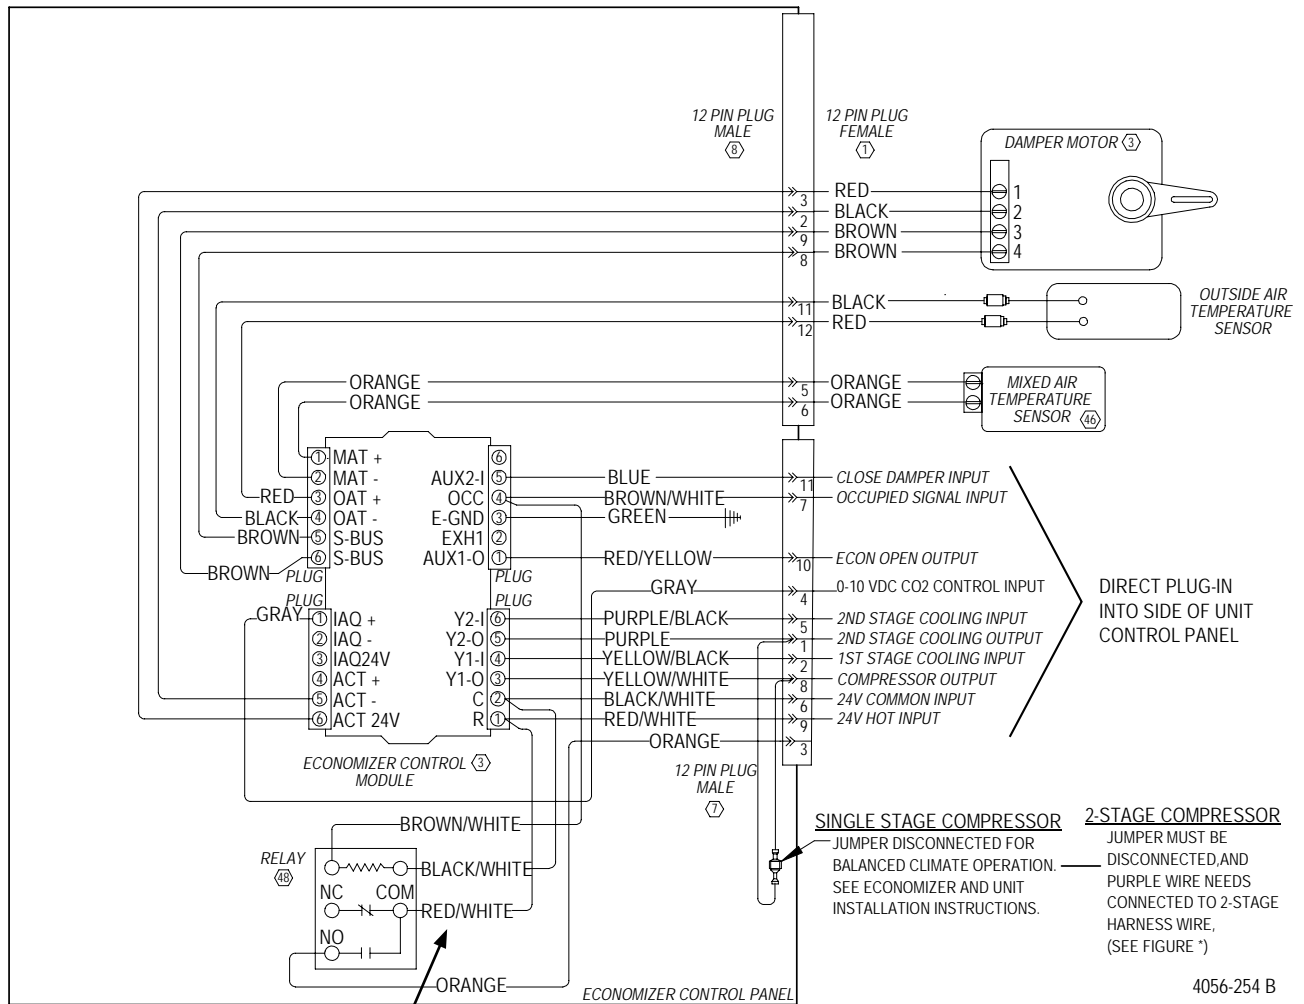 12 PIN PLUG
MALE
8
12 PIN PLUG
FEMALE
1
DAMPER MOTOR 3
3 RED 1
2 BLACK 2
9 BROWN 3
8 BROWN 4
11 BLACK
12 RED
OUTSIDE AIR
TEMPERATURE
SENSOR
ORANGE 5 ORANGE
ORANGE 6 ORANGE
MIXED AIR
TEMPERATURE
SENSOR 46
1 MAT +
2 MAT -
RED 3 OAT +
BLACK 4 OAT -
BROWN 5 S-BUS
BROWN 6 S-BUS
PLUG
6
AUX2-I 5 BLUE 11 CLOSE DAMPER INPUT
OCC 4 BROWN/WHITE 7 OCCUPIED SIGNAL INPUT
E-GND 3 GREEN
EXH1 2
AUX1-O 1 RED/YELLOW 10 ECON OPEN OUTPUT
PLUG
GRAY 4 0-10 VDC CO2 CONTROL INPUT
PLUG
GRAY 1 IAQ +
2 IAQ -
3 IAQ24V
4 ACT +
5 ACT -
6 ACT 24V
PLUG
Y2-I 6 PURPLE/BLACK 5 2ND STAGE COOLING INPUT
Y2-O 5 PURPLE 1 2ND STAGE COOLING OUTPUT
Y1-I 4 YELLOW/BLACK 2 1ST STAGE COOLING INPUT
Y1-O 3 YELLOW/WHITE 8 COMPRESSOR OUTPUT
C 2 BLACK/WHITE 6 24V COMMON INPUT
R 1 RED/WHITE 9 24V HOT INPUT
ORANGE 3
DIRECT PLUG-IN
INTO SIDE OF UNIT
CONTROL PANEL
ECONOMIZER CONTROL 3
MODULE
12 PIN PLUG
MALE
7
BROWN/WHITE
RELAY
48
BLACK/WHITE
NC COM
RED/WHITE
NO
ORANGE
ECONOMIZER CONTROL PANEL
SINGLE STAGE COMPRESSOR
JUMPER DISCONNECTED FOR
BALANCED CLIMATE OPERATION.
SEE ECONOMIZER AND UNIT
INSTALLATION INSTRUCTIONS.
2-STAGE COMPRESSOR
JUMPER MUST BE
DISCONNECTED,AND
PURPLE WIRE NEEDS
CONNECTED TO 2-STAGE
HARNESS WIRE,
(SEE FIGURE *)
4056-254 B